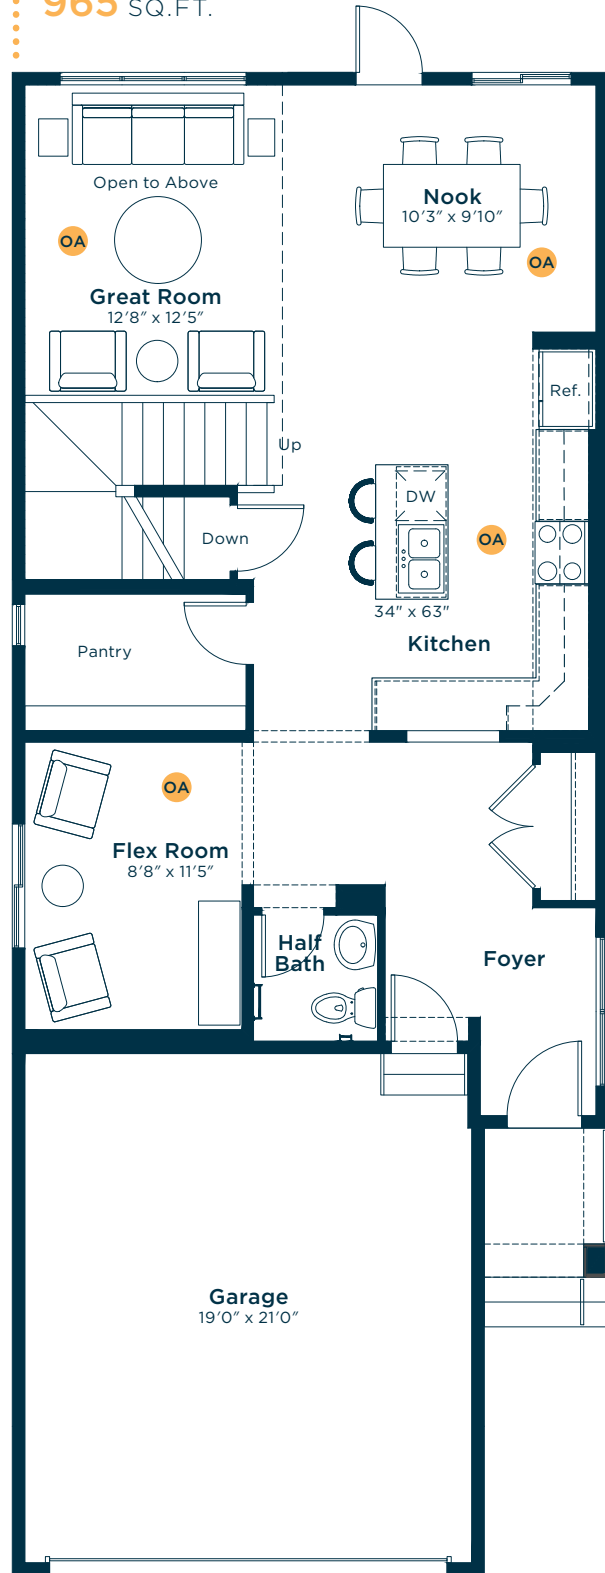 965 SQ.FT.
Open to Above
OA
Great Room
12'8" x 12'5"
Nook
10'3" x 9'10"
OA
Ref.
Up
DW
Down
OA
34" x 63"
Kitchen
Pantry
OA
Flex Room
8'8" x 11'5"
Half
Bath
Foyer
Garage
19'0" x 21'0"